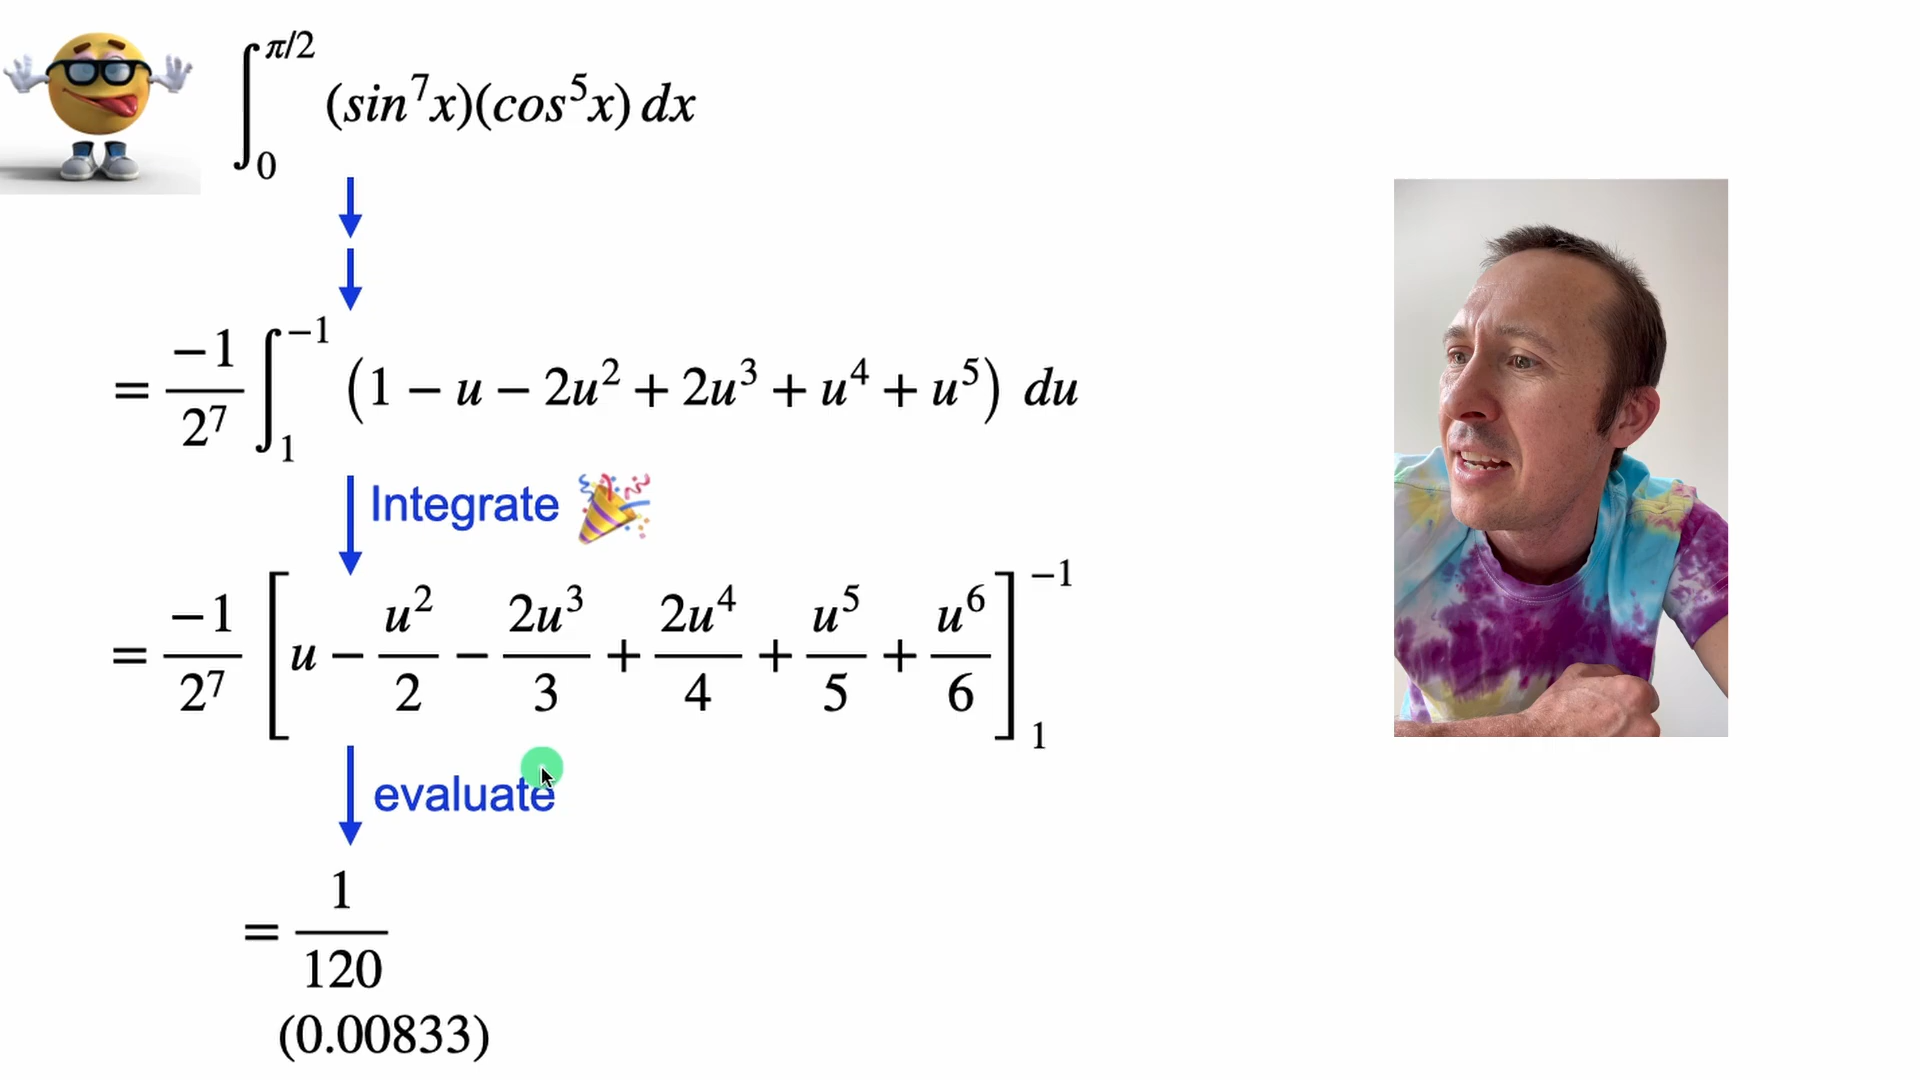 ∫₀^{π/2} (sin⁷x)(cos⁵x) dx
= −1/2⁷ ∫₁^{−1} (1 − u − 2u² + 2u³ + u⁴ + u⁵) du
Integrate
= −1/2⁷ [u − u²/2 − 2u³/3 + 2u⁴/4 + u⁵/5 + u⁶/6]₁^{−1}
evaluate
= 1/120
(0.00833)